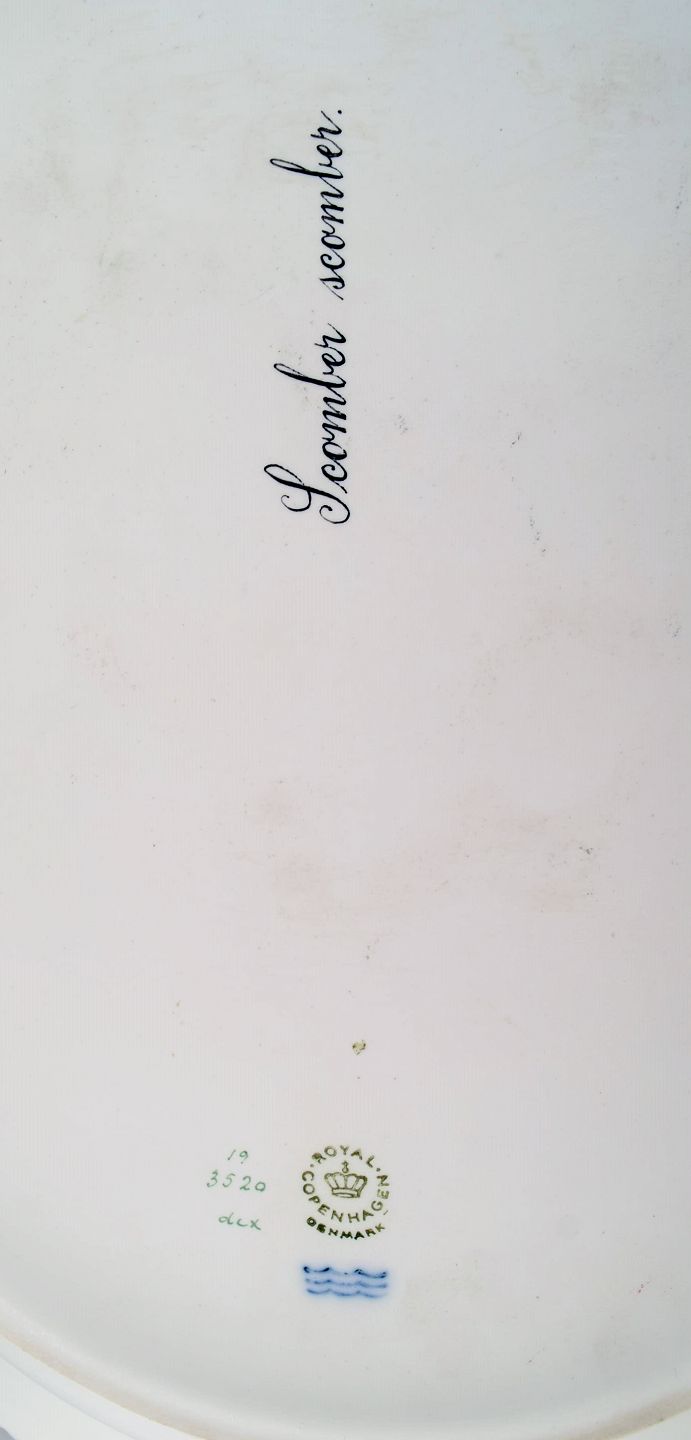 Scomber scomber.
19
3520
dcx
ROYAL
COPENHAGEN
DENMARK